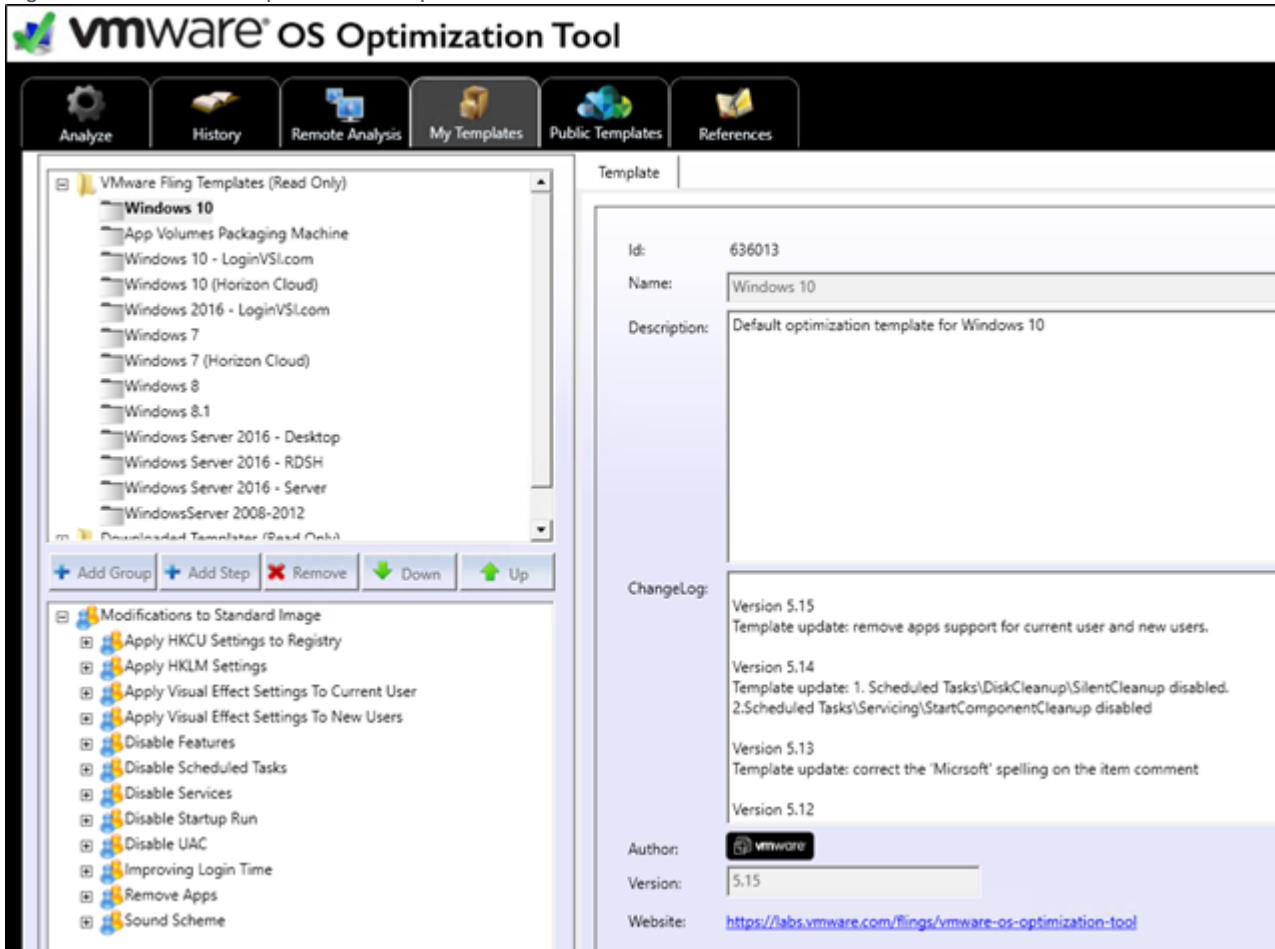 vmware® OS Optimization Tool
Analyze
History
Remote Analysis
My Templates
Public Templates
References
VMware Fling Templates (Read Only)
Windows 10
App Volumes Packaging Machine
Windows 10 - LoginVSI.com
Windows 10 (Horizon Cloud)
Windows 2016 - LoginVSI.com
Windows 7
Windows 7 (Horizon Cloud)
Windows 8
Windows 8.1
Windows Server 2016 - Desktop
Windows Server 2016 - RDSH
Windows Server 2016 - Server
WindowsServer 2008-2012
Downloaded Templates (Read Only)
Add Group
Add Step
Remove
Down
Up
Modifications to Standard Image
Apply HKCU Settings to Registry
Apply HKLM Settings
Apply Visual Effect Settings To Current User
Apply Visual Effect Settings To New Users
Disable Features
Disable Scheduled Tasks
Disable Services
Disable Startup Run
Disable UAC
Improving Login Time
Remove Apps
Sound Scheme
Template
Id: 636013
Name: Windows 10
Description: Default optimization template for Windows 10
ChangeLog:
Version 5.15
Template update: remove apps support for current user and new users.
Version 5.14
Template update: 1. Scheduled Tasks\DiskCleanup\SilentCleanup disabled.
2.Scheduled Tasks\Servicing\StartComponentCleanup disabled
Version 5.13
Template update: correct the 'Micrsoft' spelling on the item comment
Version 5.12
Author: vmware
Version: 5.15
Website: https://labs.vmware.com/flings/vmware-os-optimization-tool